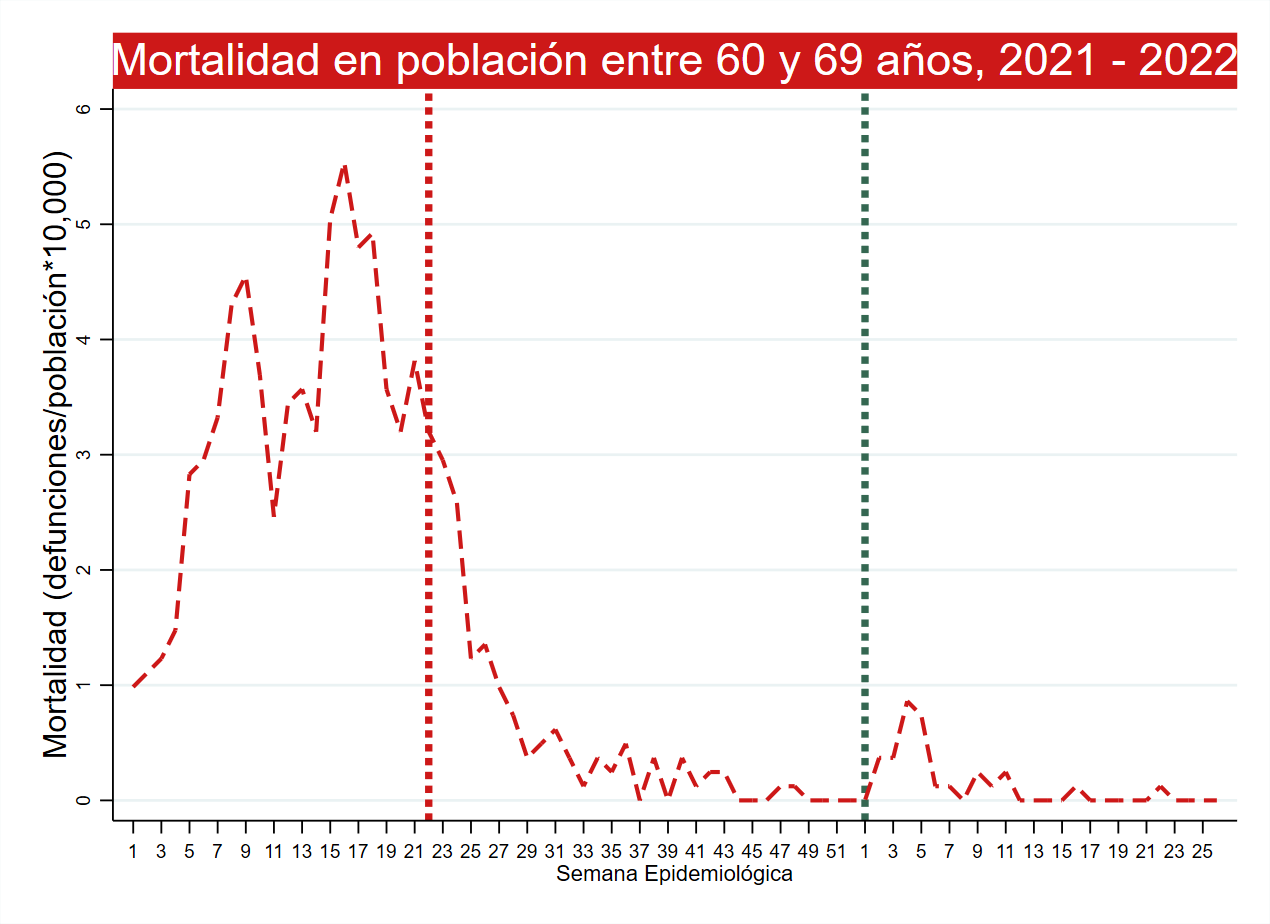 Mortalidad en población entre 60 y 69 años, 2021 - 2022
Mortalidad (defunciones/población*10,000)
6
5
4
3
2
1
0
1 3 5 7 9 11 13 15 17 19 21 23 25 27 29 31 33 35 37 39 41 43 45 47 49 51 1 3 5 7 9 11 13 15 17 19 21 23 25
Semana Epidemiológica